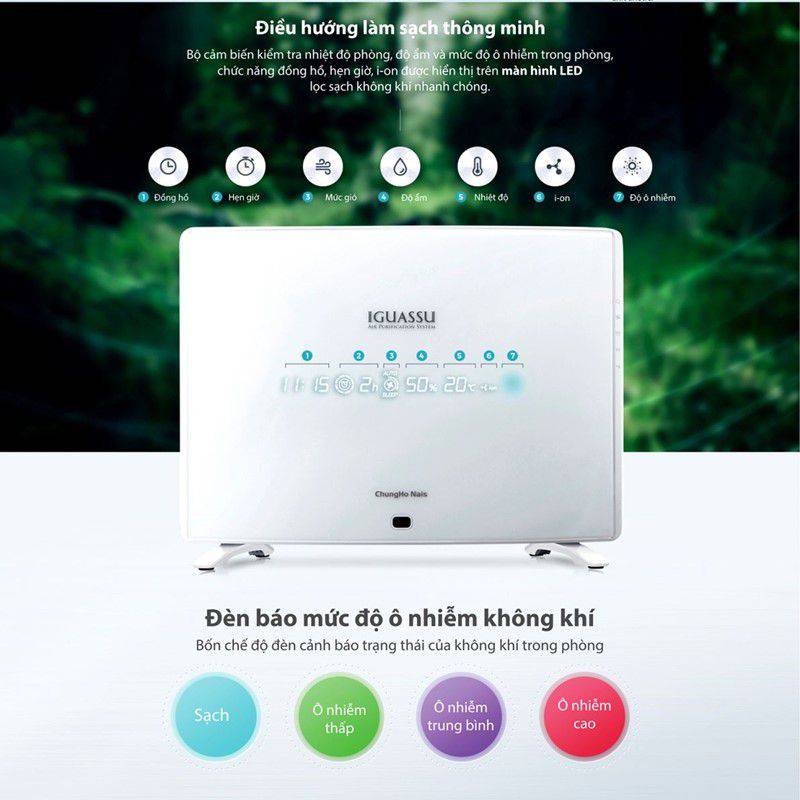 Điều hướng làm sạch thông minh
Bộ cảm biến kiểm tra nhiệt độ phòng, độ ẩm và mức độ ô nhiễm trong phòng,
chức năng đồng hồ, hẹn giờ, i-on được hiển thị trên màn hình LED
lọc sạch không khí nhanh chóng.
1 Đồng hồ 2 Hẹn giờ 3 Mức gió 4 Độ ẩm 5 Nhiệt độ 6 i-on 7 Độ ô nhiễm
IGUASSU
AIR PURIFICATION SYSTEM
1 2 3 4 5 6 7
AUTO
11:15 2h 50% 20°C
SLEEP
ChungHo Nais
Đèn báo mức độ ô nhiễm không khí
Bốn chế độ đèn cảnh báo trạng thái của không khí trong phòng
Sạch
Ô nhiễm
thấp
Ô nhiễm
trung bình
Ô nhiễm
cao